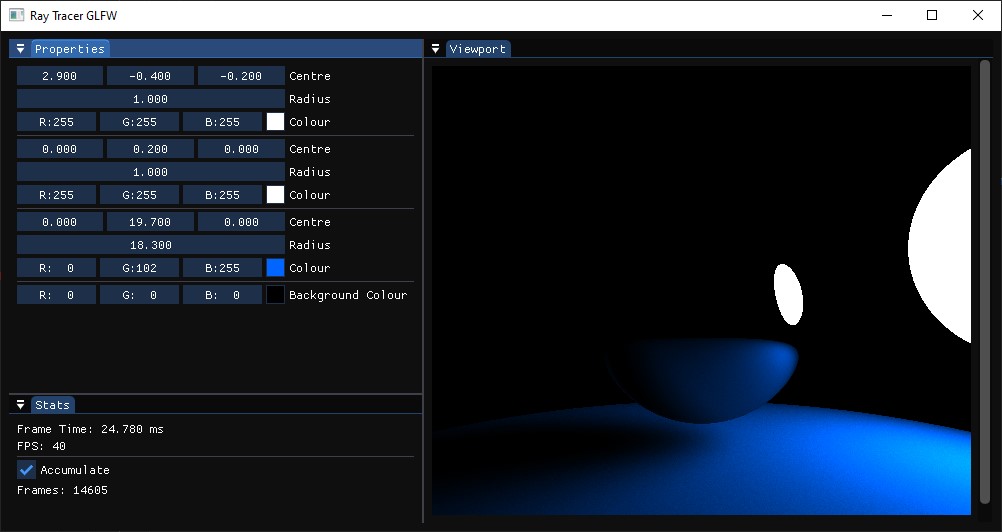 Ray Tracer GLFW
Properties
2.900 -0.400 -0.200 Centre
1.000 Radius
R:255 G:255 B:255 Colour
0.000 0.200 0.000 Centre
1.000 Radius
R:255 G:255 B:255 Colour
0.000 19.700 0.000 Centre
18.300 Radius
R: 0 G:102 B:255 Colour
R: 0 G: 0 B: 0 Background Colour
Stats
Frame Time: 24.780 ms
FPS: 40
Accumulate
Frames: 14605
Viewport